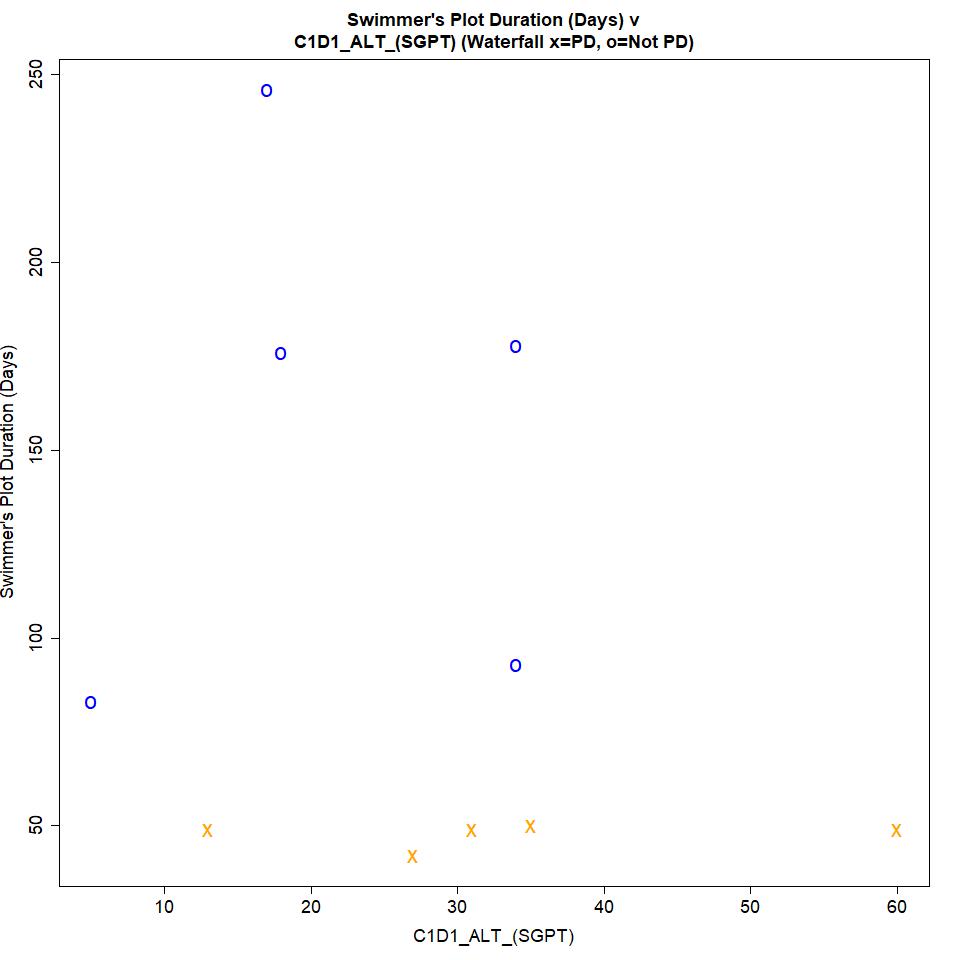 Swimmer's Plot Duration (Days) v
C1D1_ALT_(SGPT) (Waterfall x=PD, o=Not PD)
Swimmer's Plot Duration (Days)
250
200
150
100
50
o
o
o
o
o
x
x
x
x
x
10 20 30 40 50 60
C1D1_ALT_(SGPT)